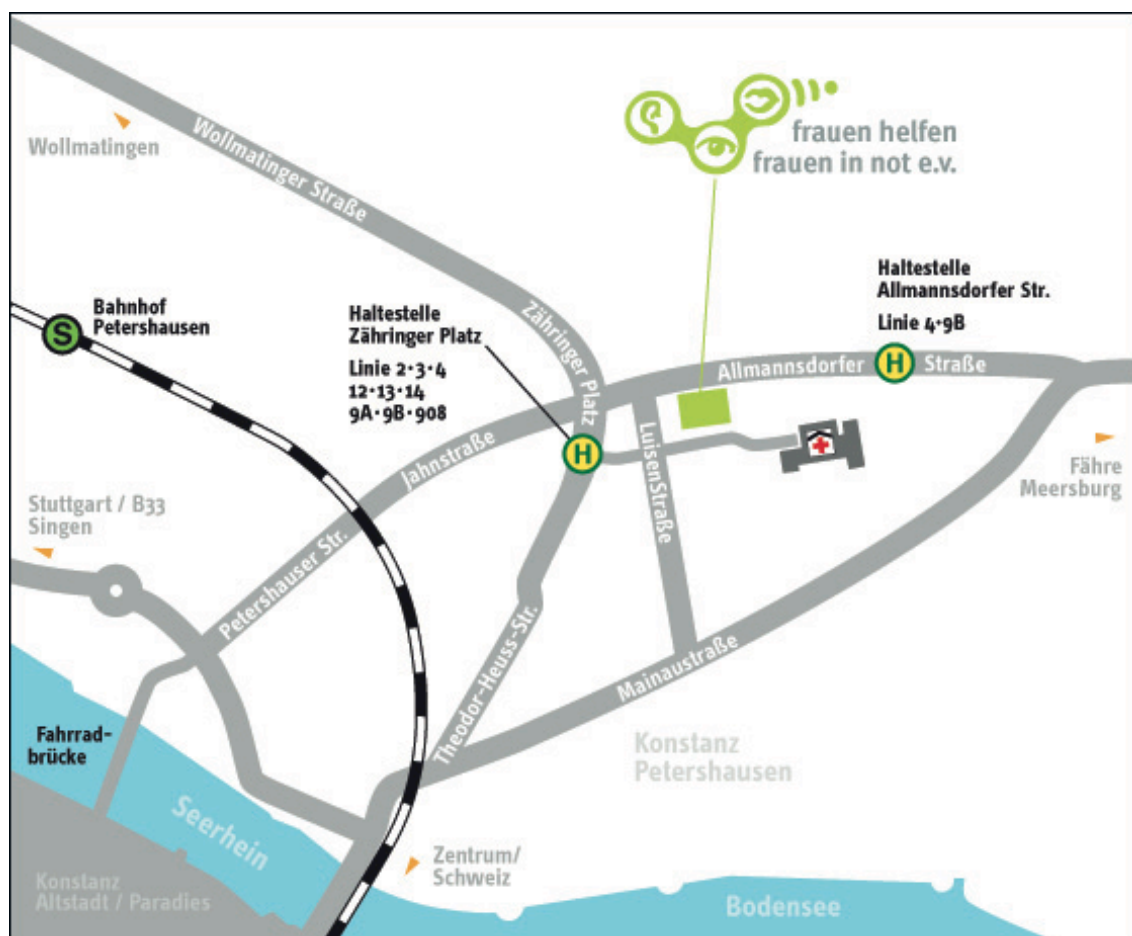 Wollmatingen
Wollmatinger Straße
frauen helfen
frauen in not e.v.
Haltestelle
Allmannsdorfer Str.
Linie 4·9B
Bahnhof
Petershausen
S
Haltestelle
Zähringer Platz
Linie 2·3·4
12·13·14
9A·9B·908
Zähringer Platz
Allmannsdorfer
H
Straße
H
Jahnstraße
LuisenStraße
Fähre
Meersburg
Stuttgart / B33
Singen
Petershauser Str.
Theodor-Heuss-Str.
Mainaustraße
Fahrrad-
brücke
Konstanz
Petershausen
Seerhein
Zentrum/
Schweiz
Konstanz
Altstadt / Paradies
Bodensee